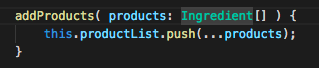 addProducts( products: Ingredient[] ) {
this.productList.push(...products);
}